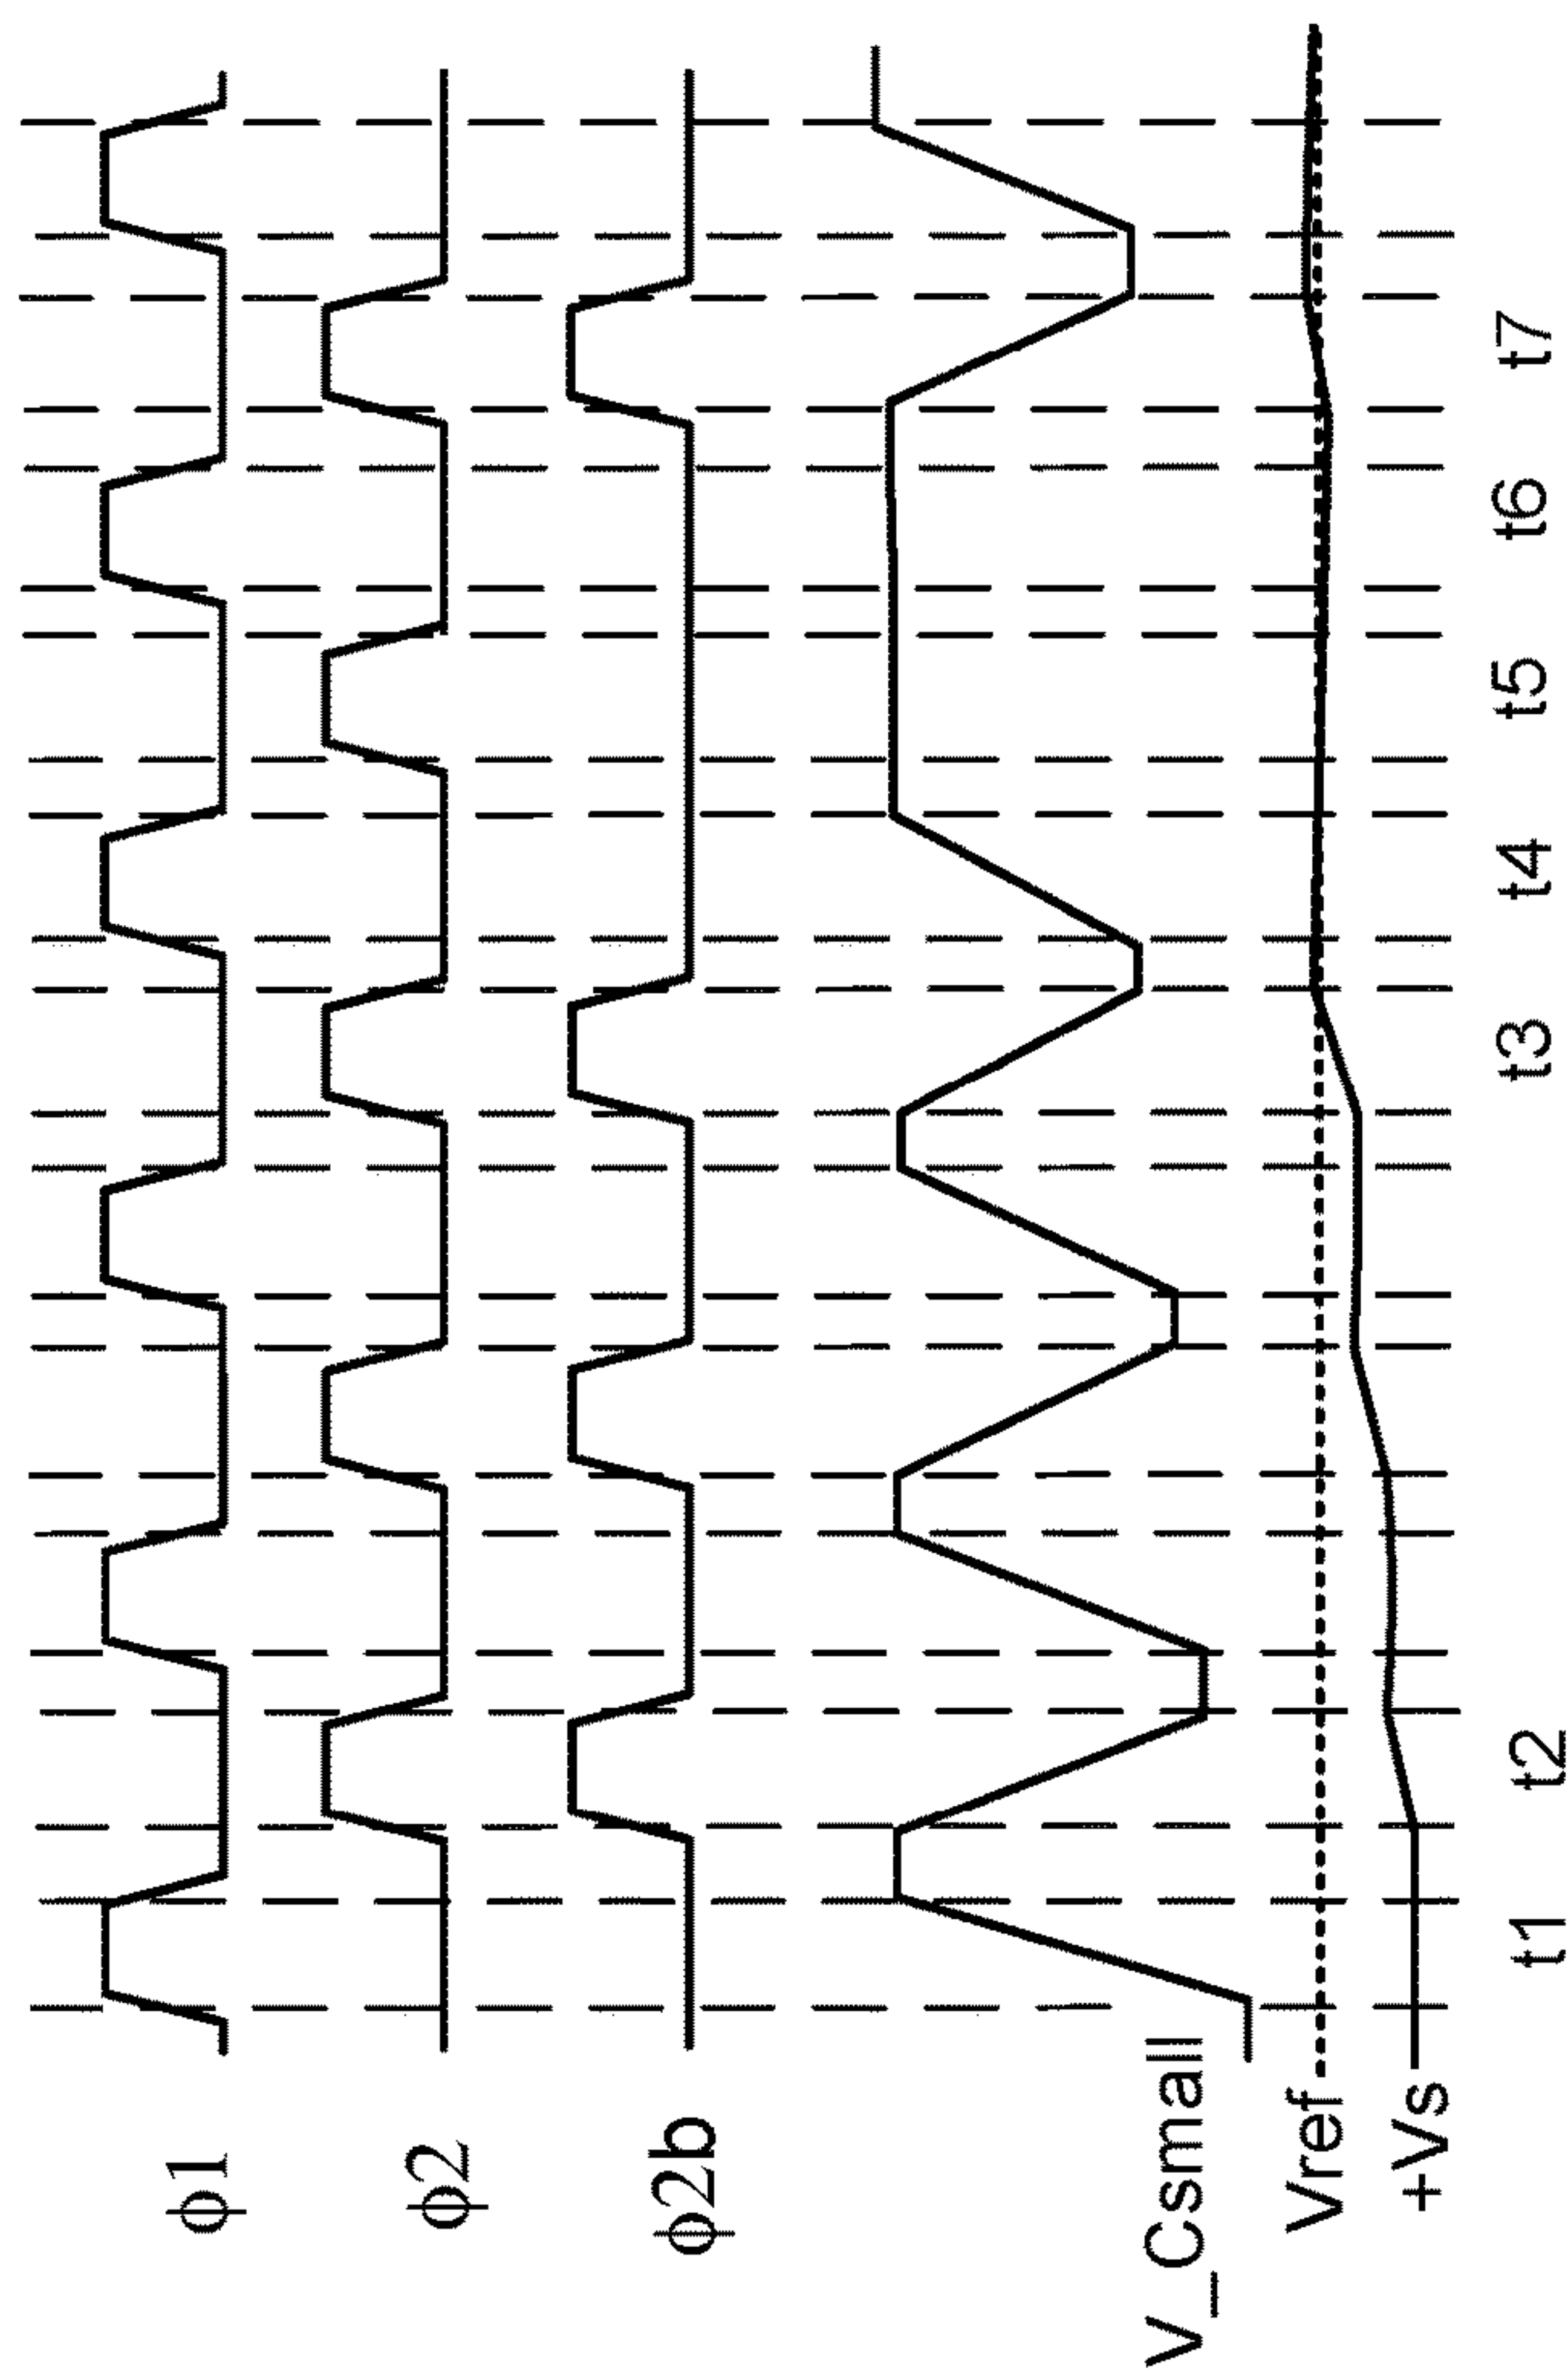 ϕ1
ϕ2
ϕ2b
V_Csmall
Vref
+Vs
t1
t2
t3
t4
t5
t6
t7